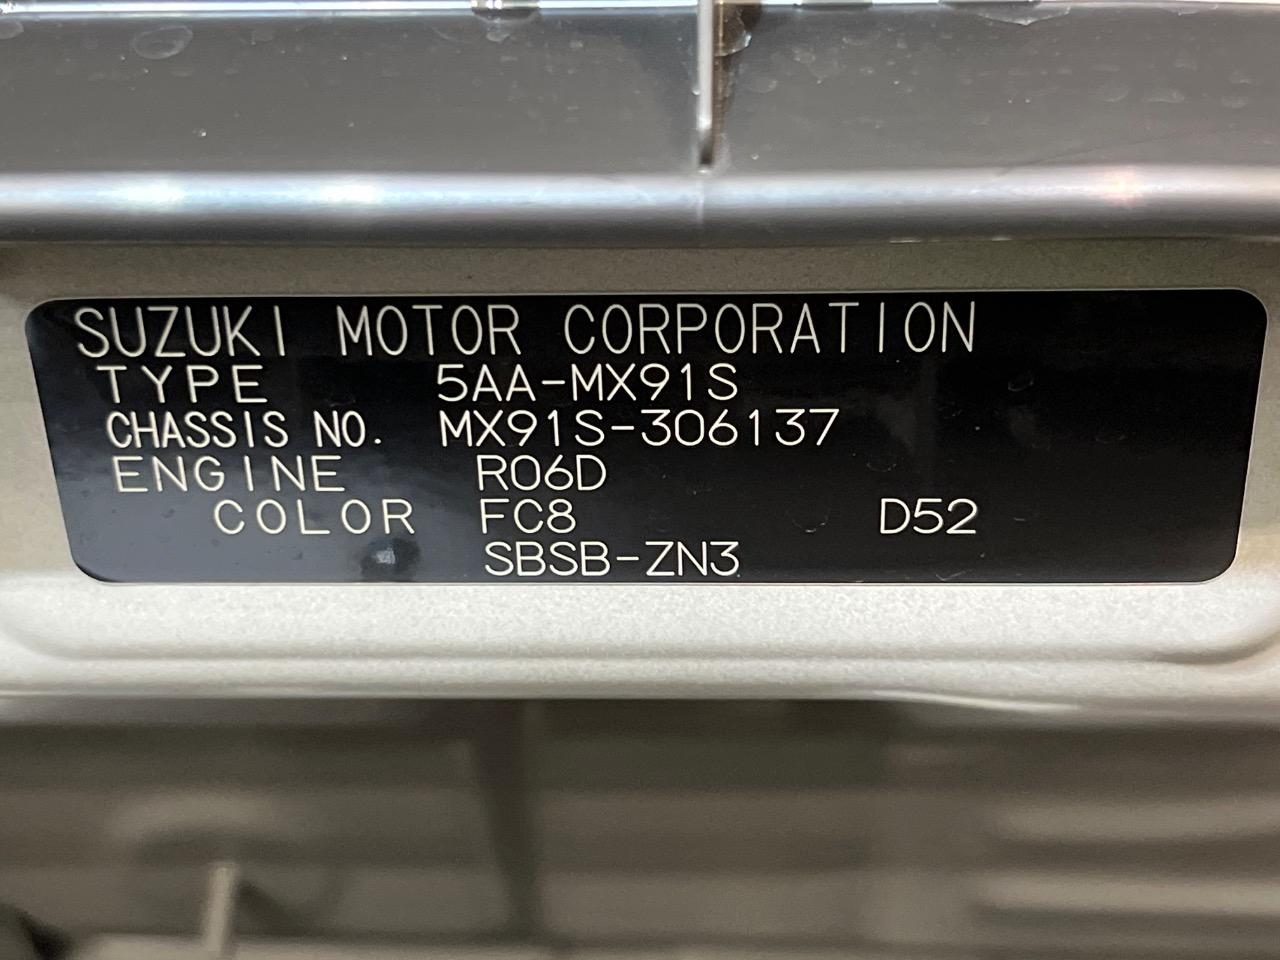 SUZUKI MOTOR CORPORATION
TYPE 5AA-MX91S
CHASSIS NO. MX91S-306137
ENGINE R06D
COLOR FC8 D52
SBSB-ZN3